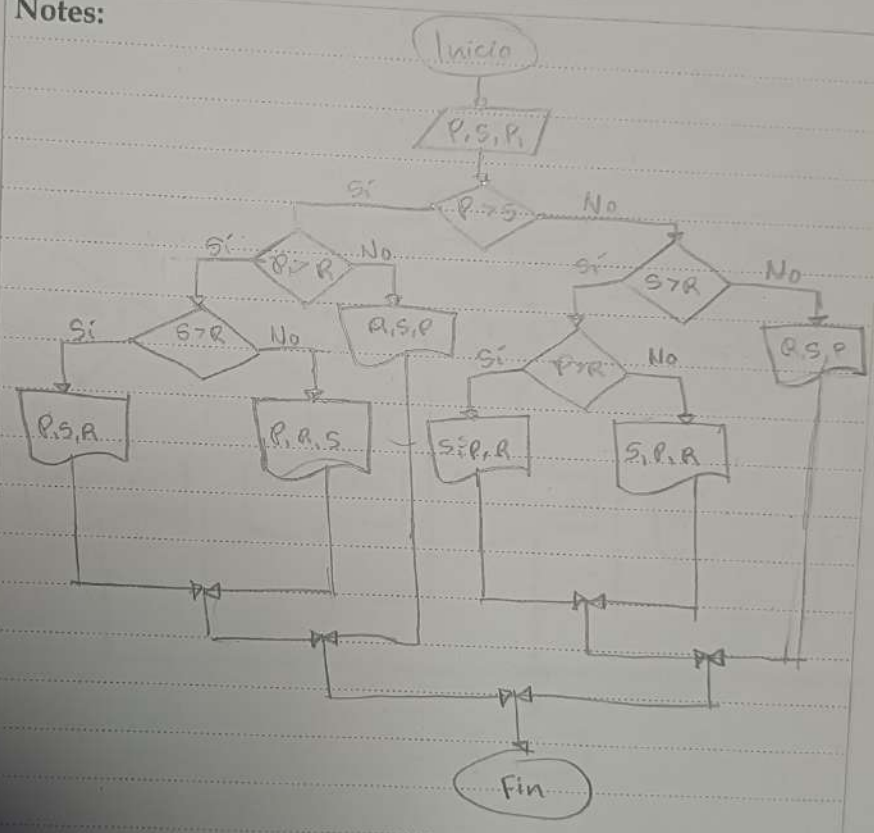 Notes:
Inicio
P, S, P,
Sí P > S No
Sí P > R No Sí S > R No
Sí S > R No R, S, P Sí P > R No R, S, P
P, S, R P, R, S S, P, R S, P, R
Fin